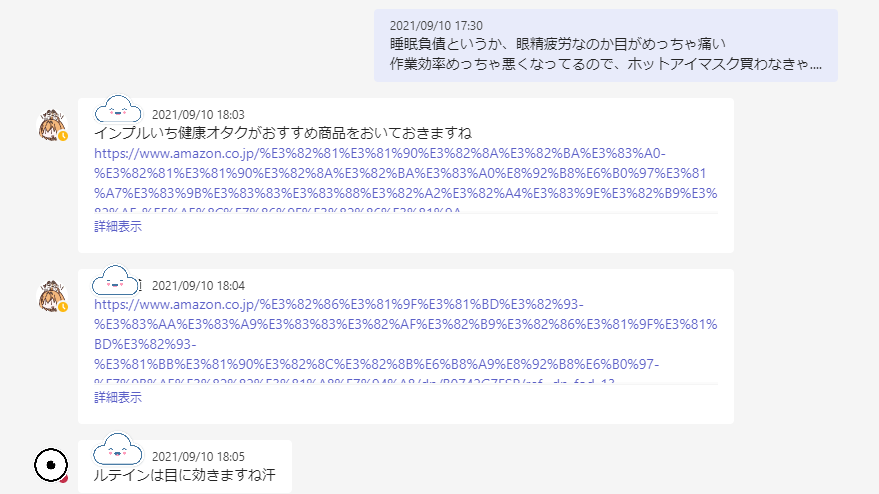 2021/09/10 17:30
睡眠負債というか、眼精疲労なのか目がめっちゃ痛い
作業効率めっちゃ悪くなってるので、ホットアイマスク買わなきゃ....
2021/09/10 18:03
インプルいち健康オタクがおすすめ商品をおいておきますね
https://www.amazon.co.jp/%E3%82%81%E3%81%90%E3%82%8A%E3%82%BA%E3%83%A0-
%E3%82%81%E3%81%90%E3%82%8A%E3%82%BA%E3%83%A0%E8%92%B8%E6%B0%97%E3%81
%A7%E3%83%9B%E3%83%83%E3%83%88%E3%82%A2%E3%82%A4%E3%83%9E%E3%82%B9%E3
詳細表示
2021/09/10 18:04
https://www.amazon.co.jp/%E3%82%86%E3%81%9F%E3%81%BD%E3%82%93-
%E3%83%AA%E3%83%A9%E3%83%83%E3%82%AF%E3%82%B9%E3%82%86%E3%81%9F%E3%81%
BD%E3%82%93-
%E3%81%BB%E3%81%90%E3%82%8C%E3%82%8B%E6%B8%A9%E8%92%B8%E6%B0%97-
詳細表示
2021/09/10 18:05
ルテインは目に効きますね汗